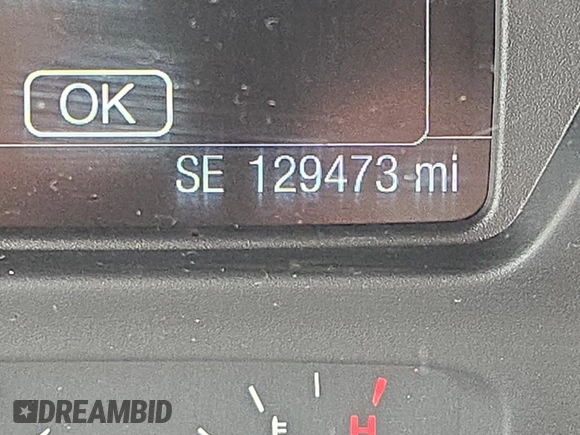 OK
SE 129473 mi
E H
DREAMBID